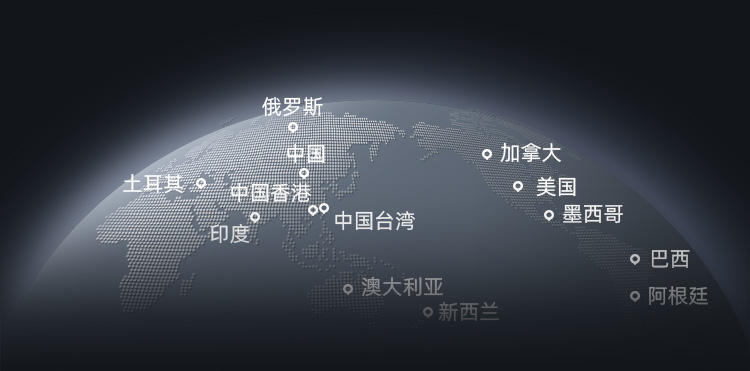 俄罗斯
中国
加拿大
土耳其
中国香港
美国
中国台湾
墨西哥
印度
巴西
澳大利亚
阿根廷
新西兰